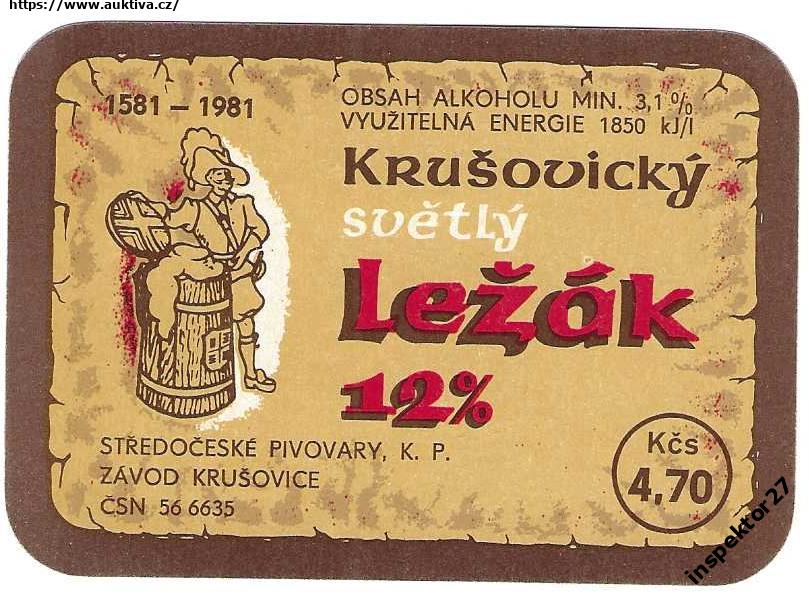 https://www.auktiva.cz/
1581 – 1981
OBSAH ALKOHOLU MIN. 3,1%
VYUŽITELNÁ ENERGIE 1850 kJ/l
Krušovický
světlý
Ležák
12%
STŘEDOČESKÉ PIVOVARY, K. P.
ZÁVOD KRUŠOVICE
ČSN 56 6635
Kčs
4,70
inspektor27